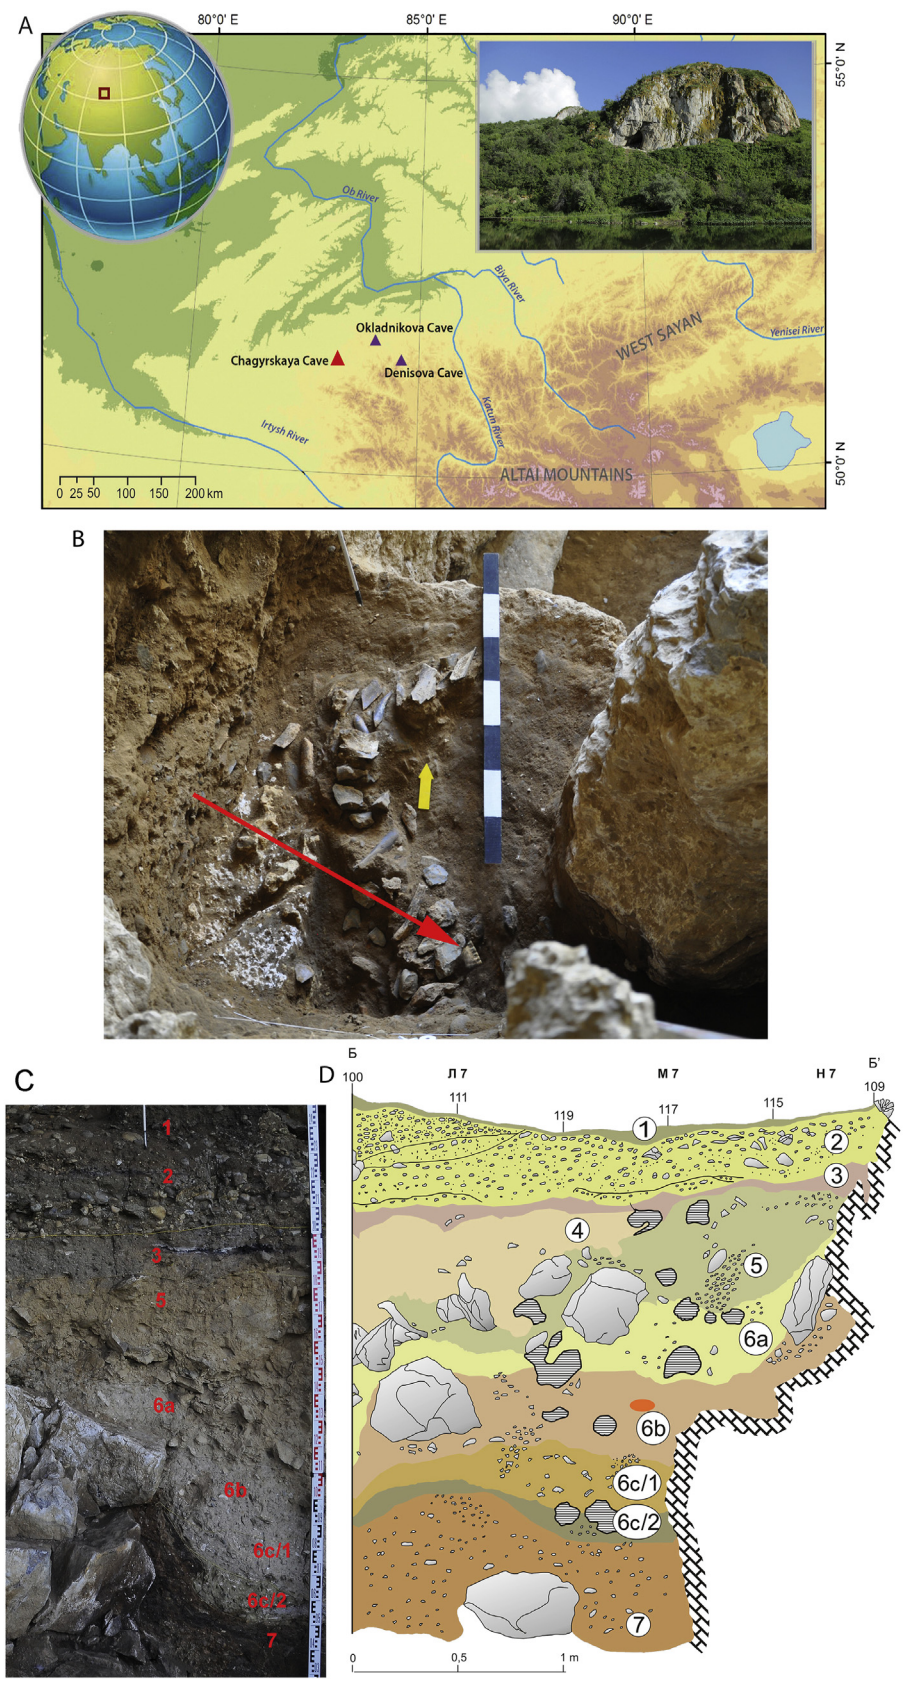 A
80°0' E
85°0' E
90°0' E
55°0' N
Ob River
Biya River
WEST SAYAN
Yenisei River
Okladnikova Cave
Chagyrskaya Cave
Denisova Cave
Katun River
Irtysh River
ALTAI MOUNTAINS
50°0' N
0 25 50 100 150 200 km
B
C
1
2
3
5
6a
6b
6c/1
6c/2
7
D
Б
Б'
100
Л 7
М 7
Н 7
111
119
117
115
109
1
2
3
4
5
6a
6b
6c/1
6c/2
7
0 0,5 1 m